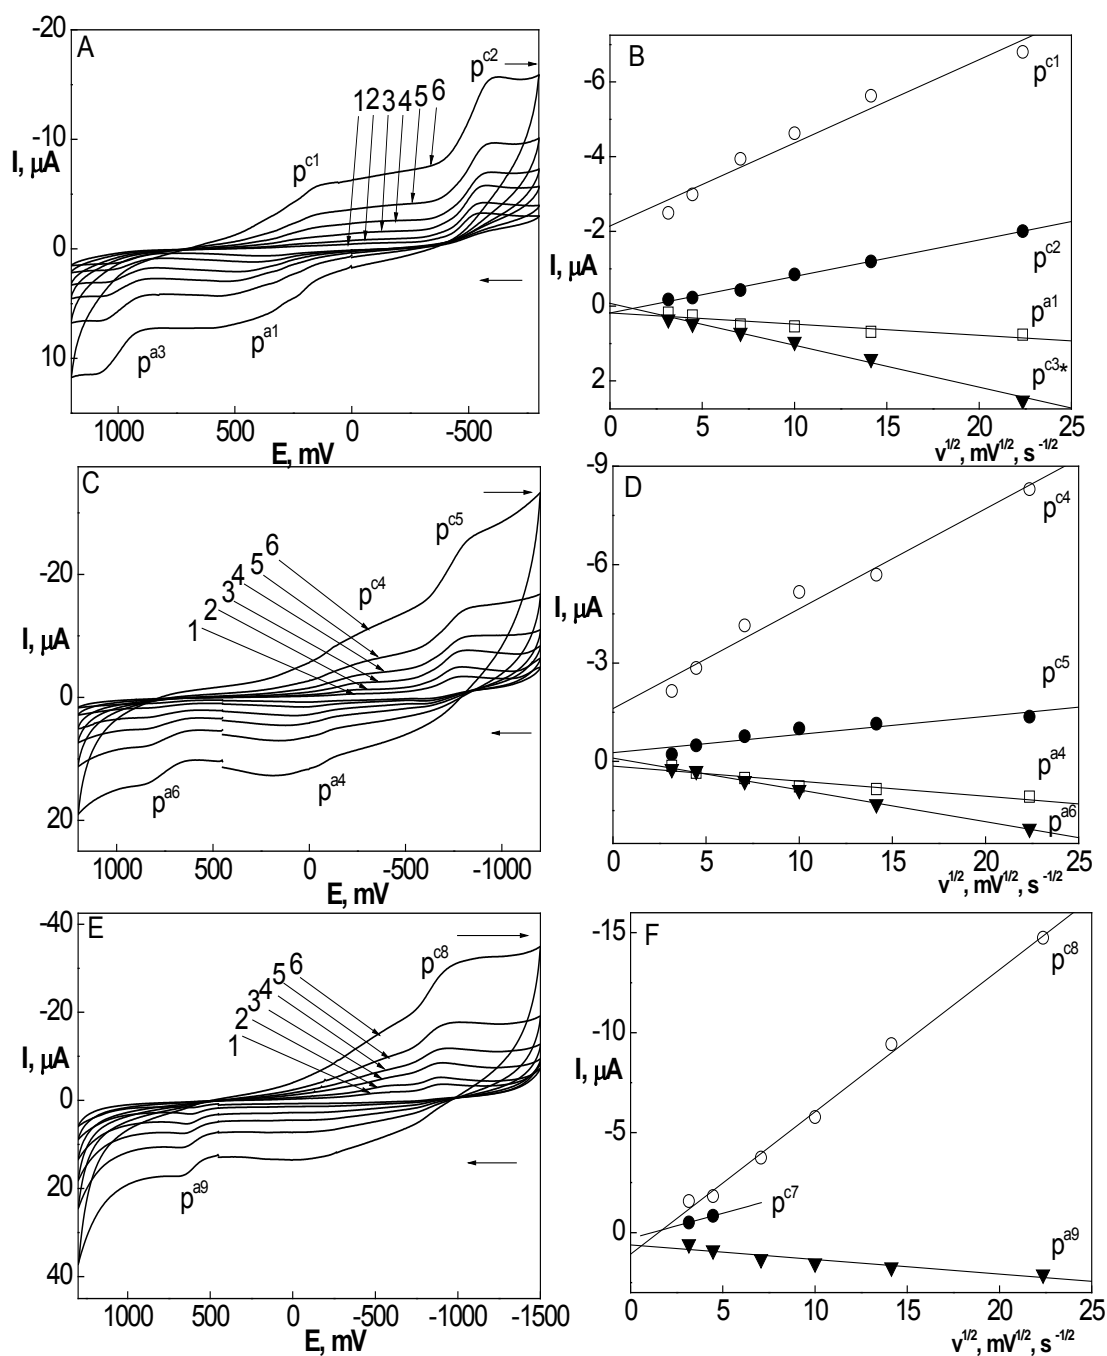 A
-20
-10
0
10
I, µA
1000 500 0 -500
E, mV
p^c1
p^c2
p^a3
p^a1
1 2 3 4 5 6
B
-6
-4
-2
0
2
I, µA
0 5 10 15 20 25
v^1/2, mV^1/2, s^-1/2
p^c1
p^c2
p^a1
p^c3*
C
-20
0
20
I, µA
1000 500 0 -500 -1000
E, mV
p^c4
p^c5
p^a6
p^a4
1 2 3 4 5 6
D
-9
-6
-3
0
I, µA
0 5 10 15 20 25
v^1/2, mV^1/2, s^-1/2
p^c4
p^c5
p^a4
p^a6
E
-40
-20
0
20
40
I, µA
1000 500 0 -500 -1000 -1500
E, mV
p^c8
p^a9
1 2 3 4 5 6
F
-15
-10
-5
0
I, µA
0 5 10 15 20 25
v^1/2, mV^1/2, s^-1/2
p^c8
p^c7
p^a9